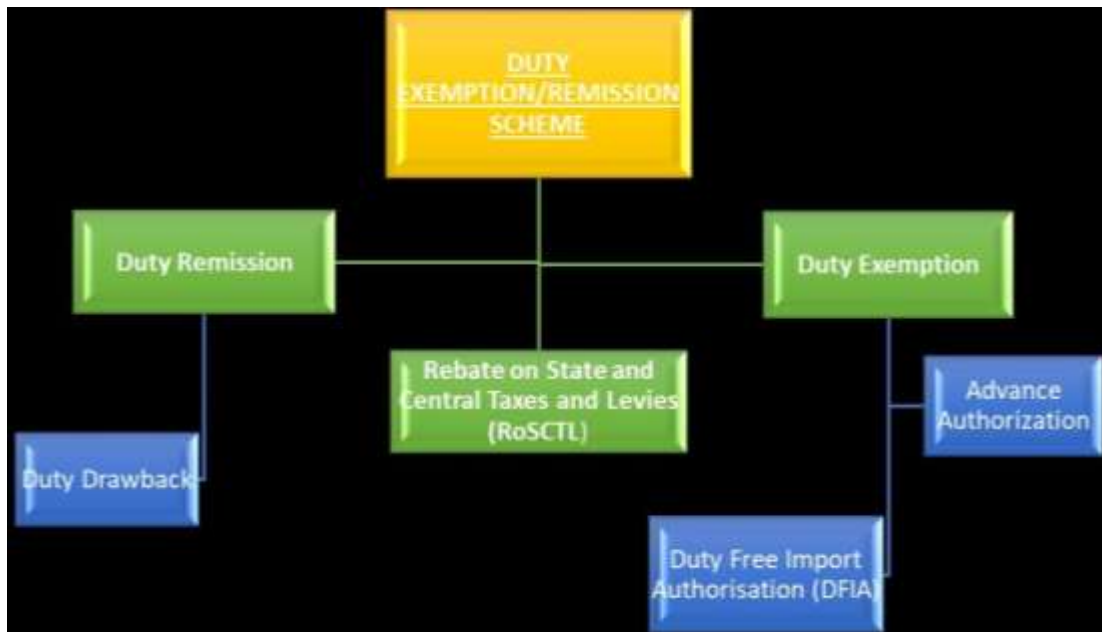 DUTY
EXEMPTION/REMISSION
SCHEME
Duty Remission
Duty Exemption
Rebate on State and
Central Taxes and Levies
(RoSCTL)
Advance
Authorization
Duty Drawback
Duty Free Import
Authorisation (DFIA)